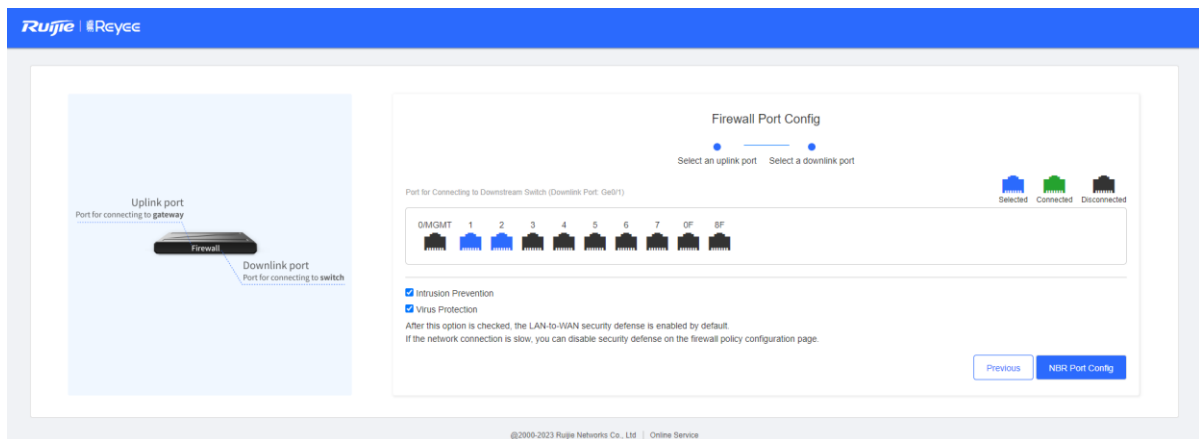 Ruijie | Reyee
Firewall Port Config
Select an uplink port Select a downlink port
Port for Connecting to Downstream Switch (Downlink Port: Ge0/1)
Selected Connected Disconnected
0/MGMT 1 2 3 4 5 6 7 0F 8F
Uplink port
Port for connecting to gateway
Firewall
Downlink port
Port for connecting to switch
Intrusion Prevention
Virus Protection
After this option is checked, the LAN-to-WAN security defense is enabled by default.
If the network connection is slow, you can disable security defense on the firewall policy configuration page.
Previous NBR Port Config
@2000-2023 Ruijie Networks Co., Ltd | Online Service